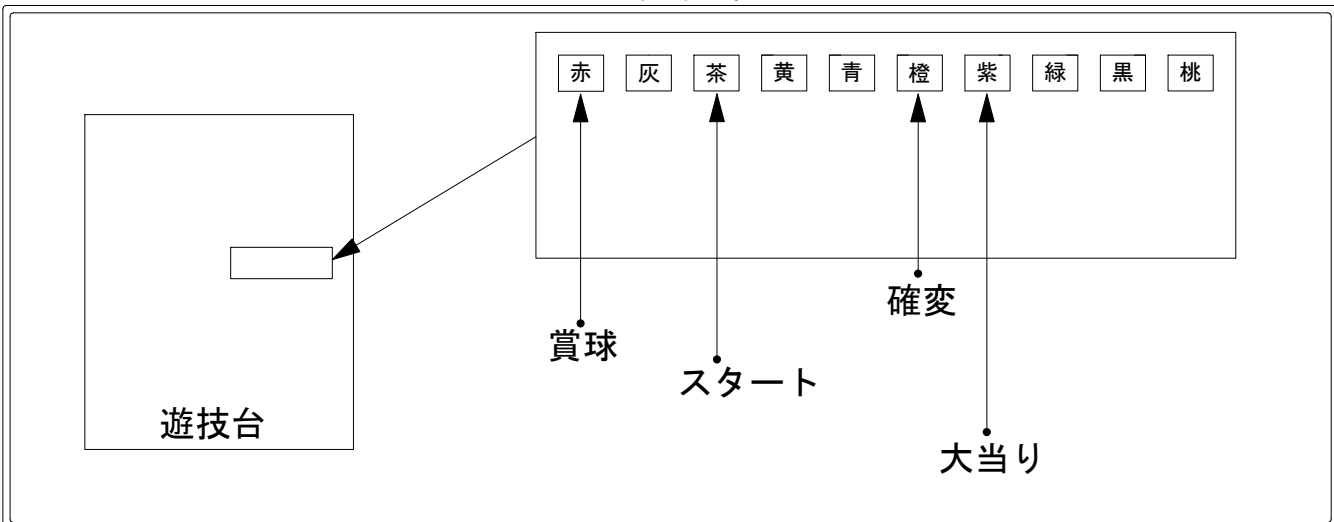 赤 灰 茶 黄 青 橙 紫 緑 黒 桃
確変
賞球
スタート
遊技台
大当り